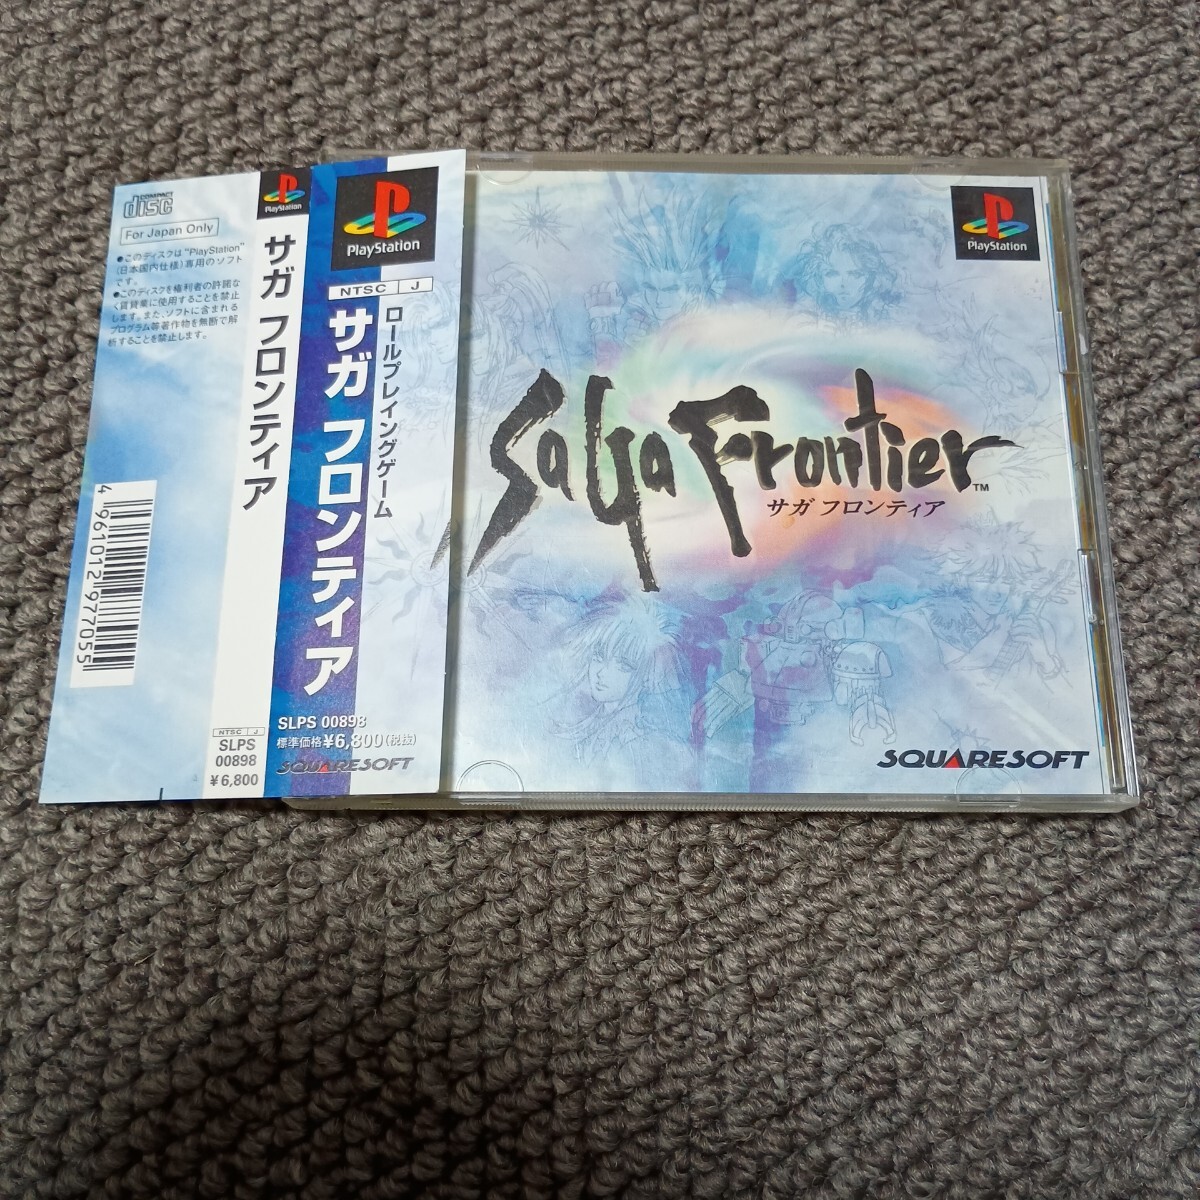 COMPACT
disc
For Japan Only
●このディスクは"PlayStation"
(日本国内仕様)専用のソフト
です。
●このディスクを権利者の許諾な
く賃貸業に使用することを禁止
します。また、ソフトに含まれる
プログラム等著作物を無断で解
析することを禁止します。
4 961012 977055
PlayStation
サガ フロンティア
NTSC J
SLPS
00898
¥6,800
PlayStation
NTSC J
ロールプレイングゲーム
サガ フロンティア
SLPS 00898
標準価格¥6,800(税抜)
SQUARESOFT
PlayStation
SaGa Frontier™
サガ フロンティア
SQUARESOFT